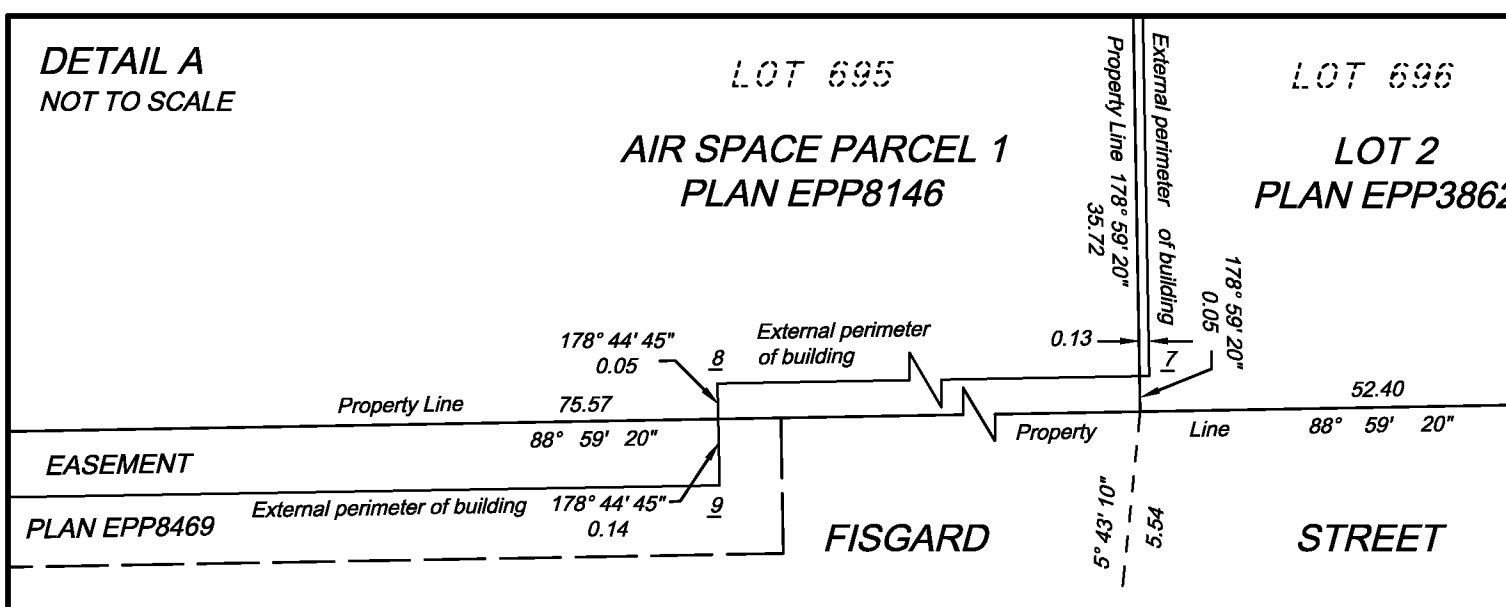 DETAIL A
NOT TO SCALE
LOT 695
LOT 696
AIR SPACE PARCEL 1
PLAN EPP8146
LOT 2
PLAN EPP3862
Property Line 178° 59' 20"
35.72
External perimeter of building
178° 59' 20"
0.05
0.13
7
178° 44' 45"
0.05
8
External perimeter
of building
Property Line
75.57
88° 59' 20"
52.40
Property Line 88° 59' 20"
EASEMENT
PLAN EPP8469
External perimeter of building
178° 44' 45"
0.14
9
FISGARD STREET
5° 43' 10"
5.54